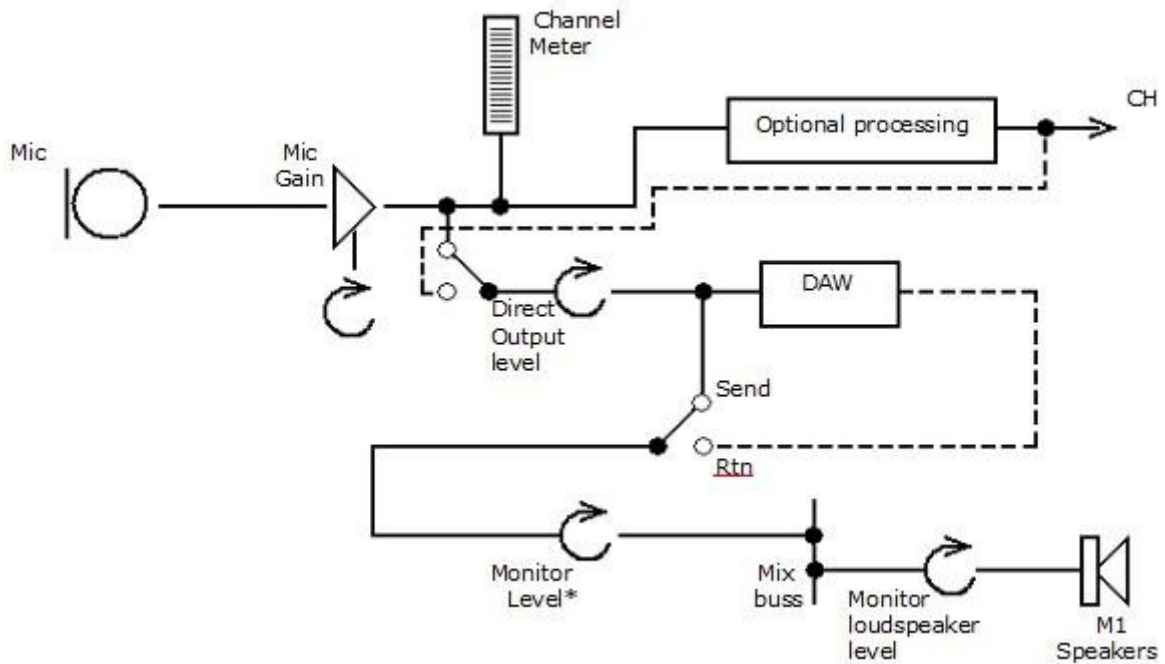 Channel
Meter
CH
Optional processing
Mic
Mic
Gain
DAW
Direct
Output
level
Send
Rtn
Monitor
Level*
Mix
buss
Monitor
loudspeaker
level
M1
Speakers